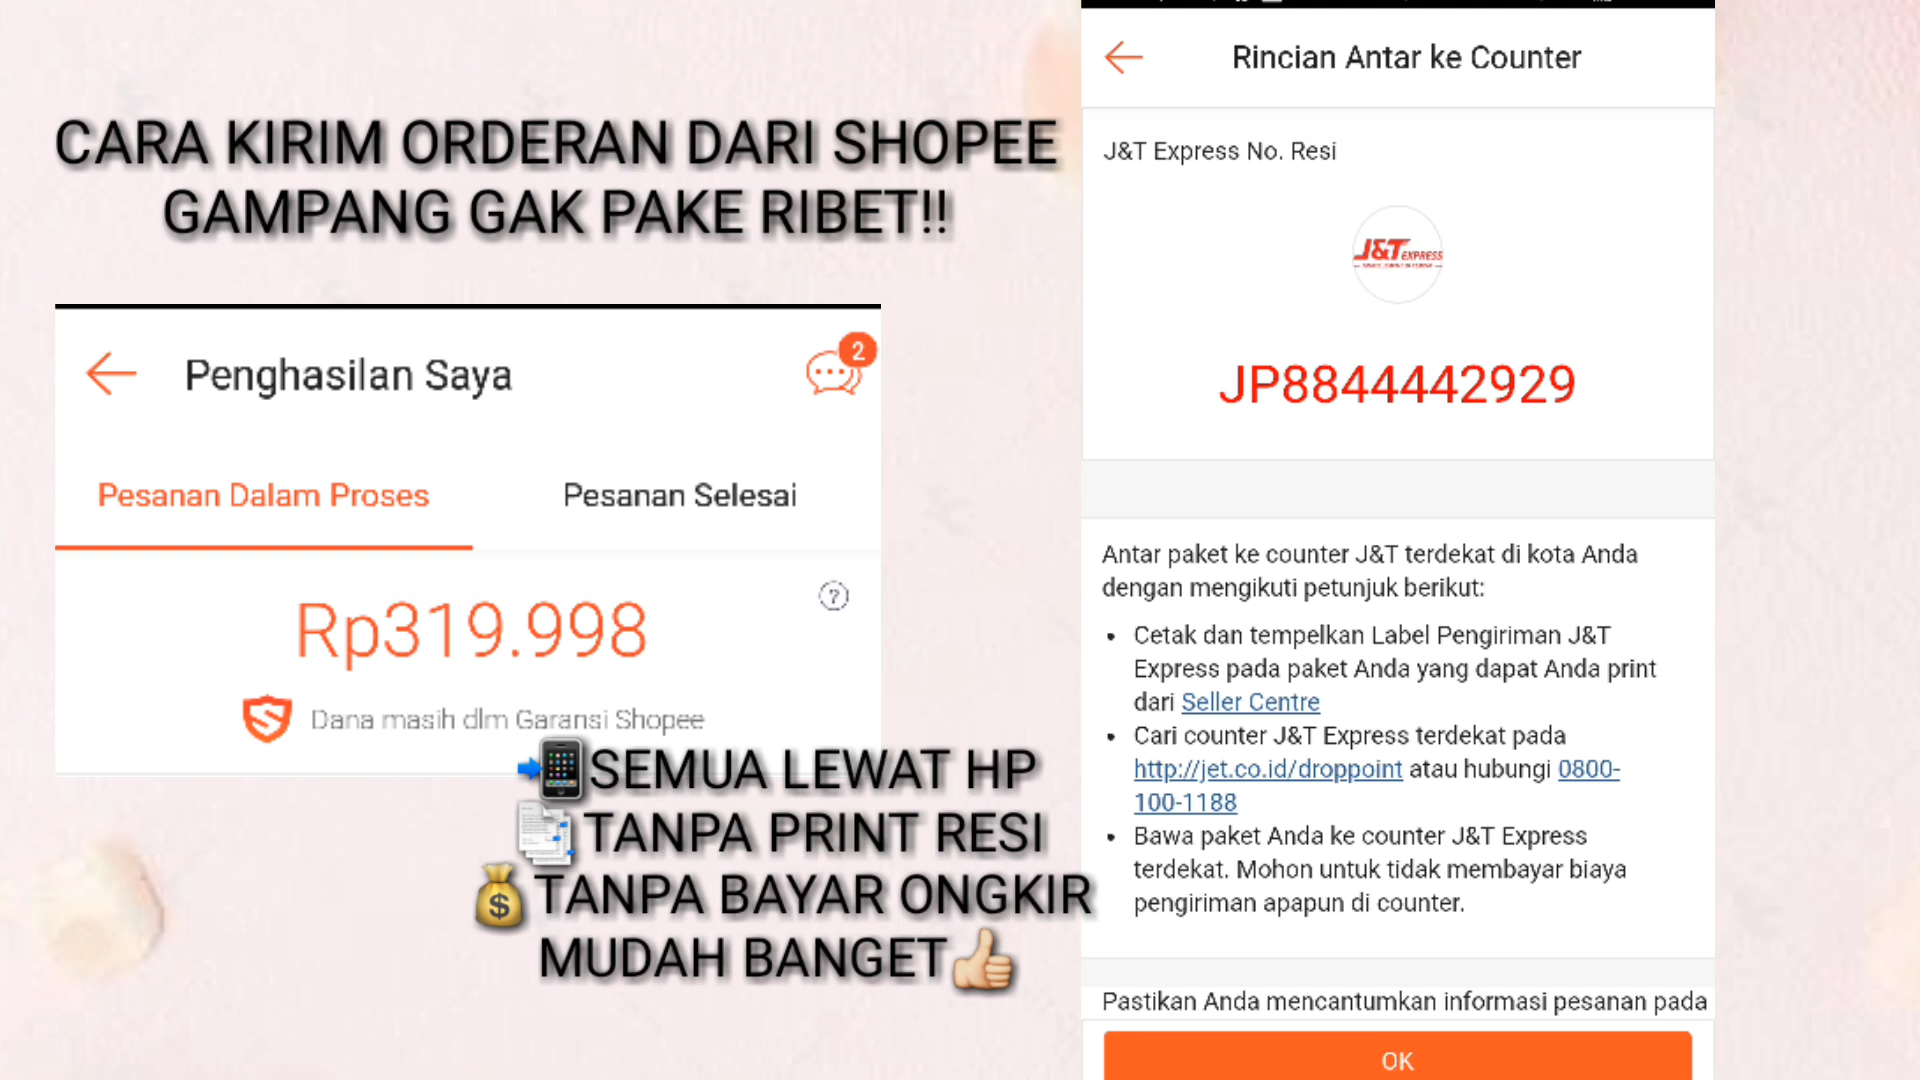 CARA KIRIM ORDERAN DARI SHOPEE
GAMPANG GAK PAKE RIBET!!
Penghasilan Saya
2
Pesanan Dalam Proses
Pesanan Selesai
Rp319.998
?
Dana masih dlm Garansi Shopee
SEMUA LEWAT HP
TANPA PRINT RESI
$
TANPA BAYAR ONGKIR
MUDAH BANGET
Rincian Antar ke Counter
J&T Express No. Resi
J&T EXPRESS
JP8844442929
Antar paket ke counter J&T terdekat di kota Anda
dengan mengikuti petunjuk berikut:
• Cetak dan tempelkan Label Pengiriman J&T
Express pada paket Anda yang dapat Anda print
dari Seller Centre
• Cari counter J&T Express terdekat pada
http://jet.co.id/droppoint atau hubungi 0800-
100-1188
• Bawa paket Anda ke counter J&T Express
terdekat. Mohon untuk tidak membayar biaya
pengiriman apapun di counter.
Pastikan Anda mencantumkan informasi pesanan pada
OK